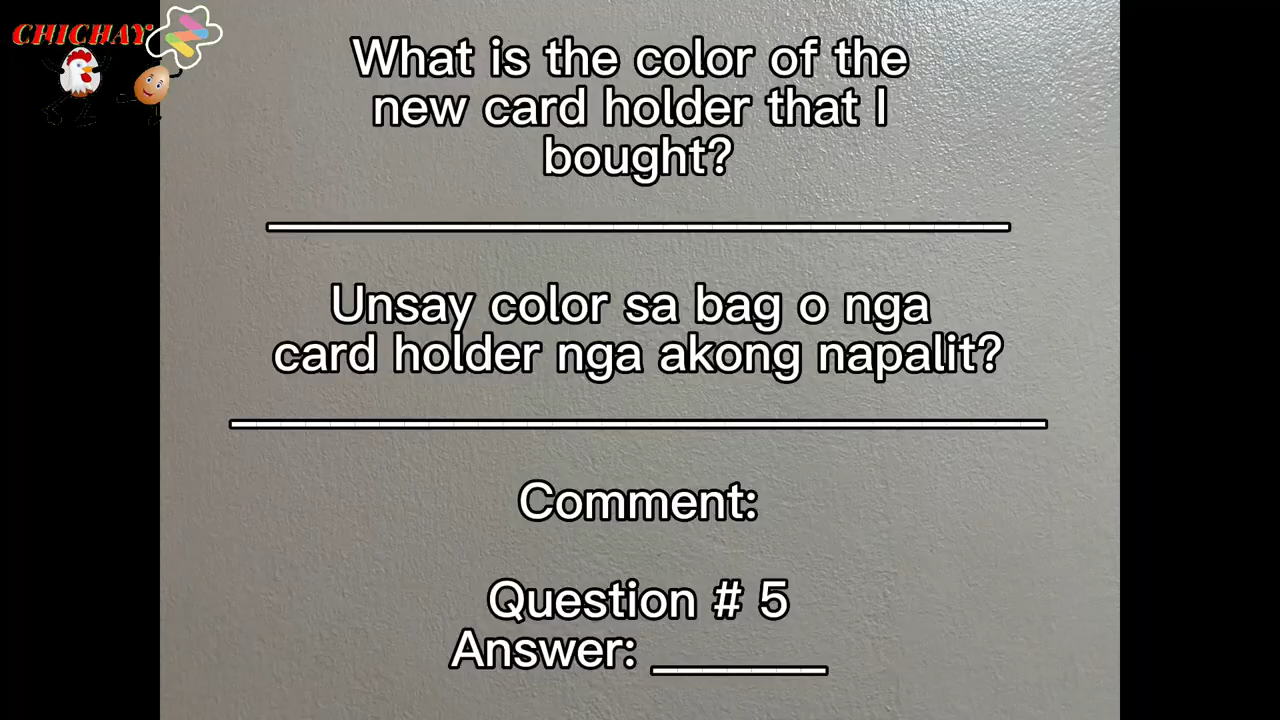 CHICHAY
What is the color of the
new card holder that I
bought?
Unsay color sa bag o nga
card holder nga akong napalit?
Comment:
Question # 5
Answer: ______